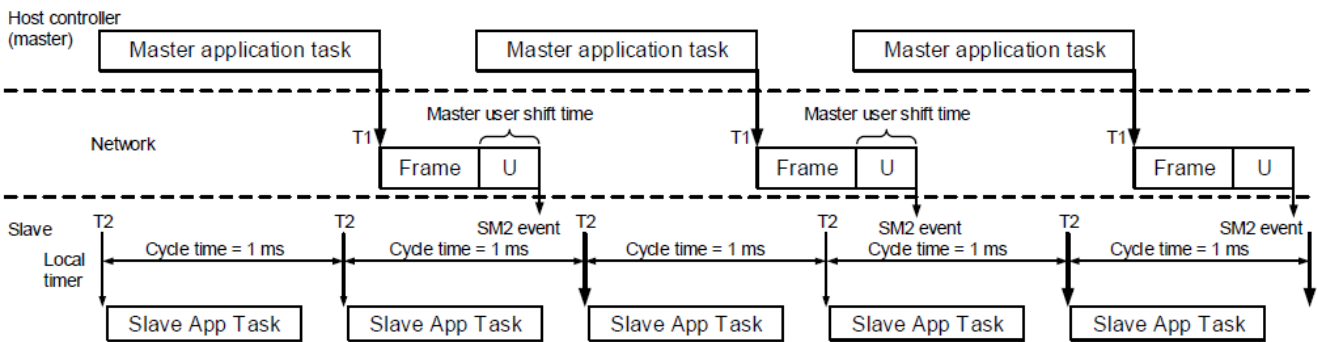 Host controller
(master)
Master application task
Master application task
Master application task
Master user shift time
Master user shift time
Network
T1
T1
T1
Frame
U
Frame
U
Frame
U
Slave
T2
T2
SM2 event
T2
T2
SM2 event
T2
SM2 event
Local
timer
Cycle time = 1 ms
Cycle time = 1 ms
Cycle time = 1 ms
Cycle time = 1 ms
Cycle time = 1 ms
Slave App Task
Slave App Task
Slave App Task
Slave App Task
Slave App Task